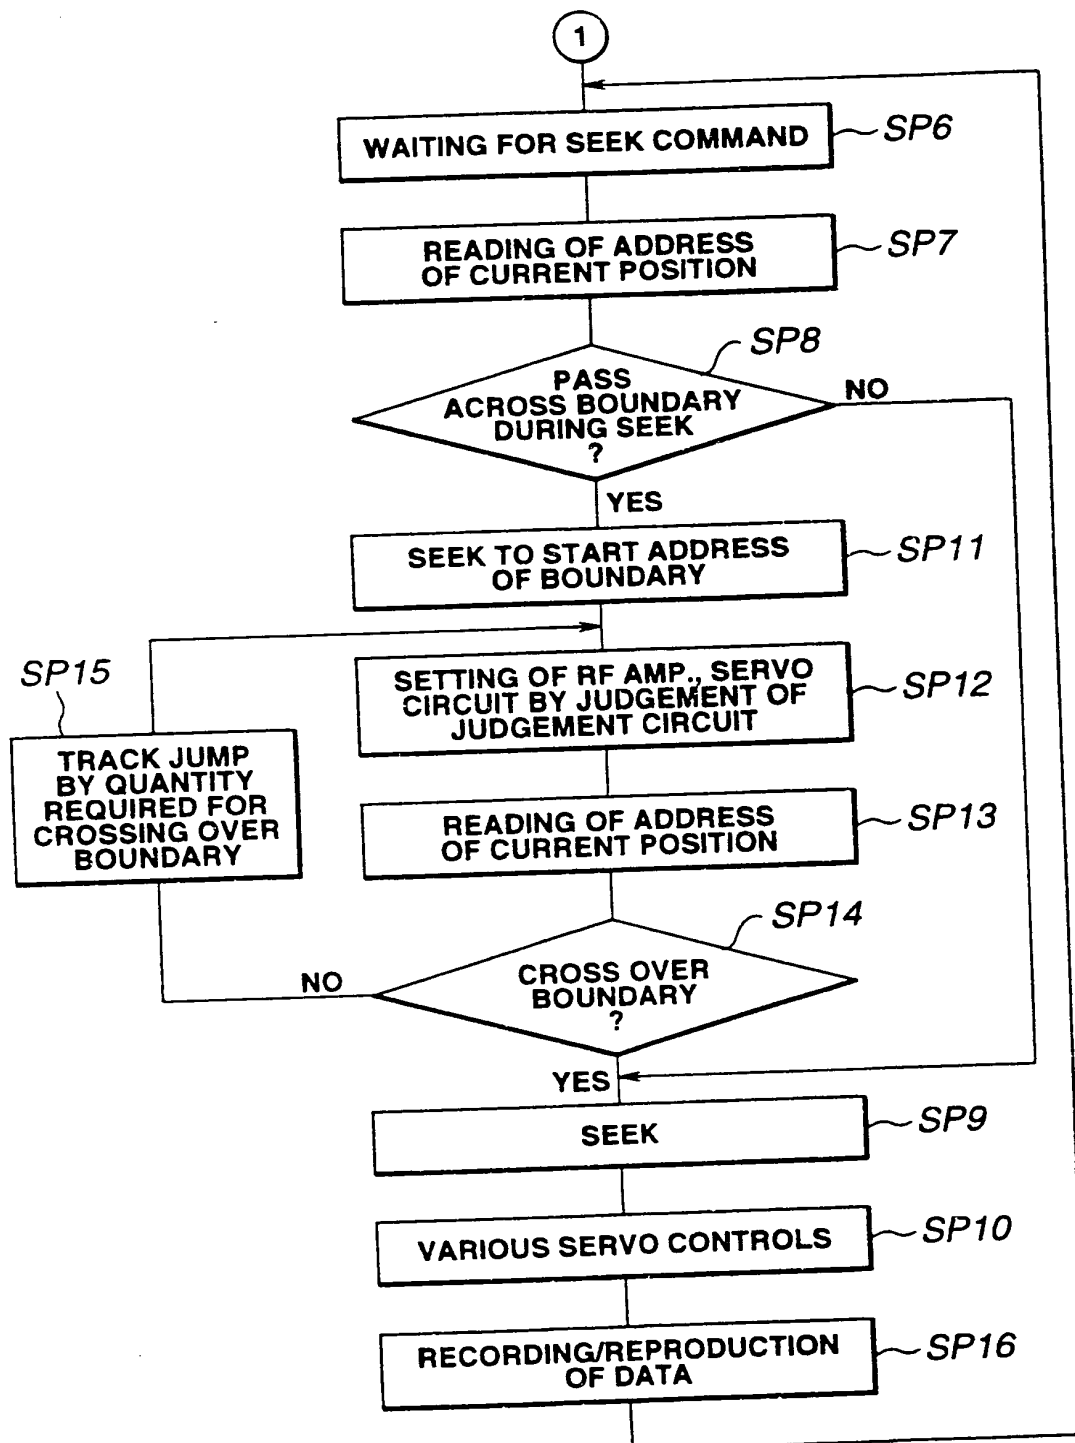 1
WAITING FOR SEEK COMMAND
SP6
READING OF ADDRESS
OF CURRENT POSITION
SP7
SP8
PASS
ACROSS BOUNDARY
DURING SEEK
?
NO
YES
SEEK TO START ADDRESS
OF BOUNDARY
SP11
SP15
TRACK JUMP
BY QUANTITY
REQUIRED FOR
CROSSING OVER
BOUNDARY
SETTING OF RF AMP., SERVO
CIRCUIT BY JUDGEMENT OF
JUDGEMENT CIRCUIT
SP12
READING OF ADDRESS
OF CURRENT POSITION
SP13
SP14
CROSS OVER
BOUNDARY
?
NO
YES
SEEK
SP9
VARIOUS SERVO CONTROLS
SP10
RECORDING/REPRODUCTION
OF DATA
SP16